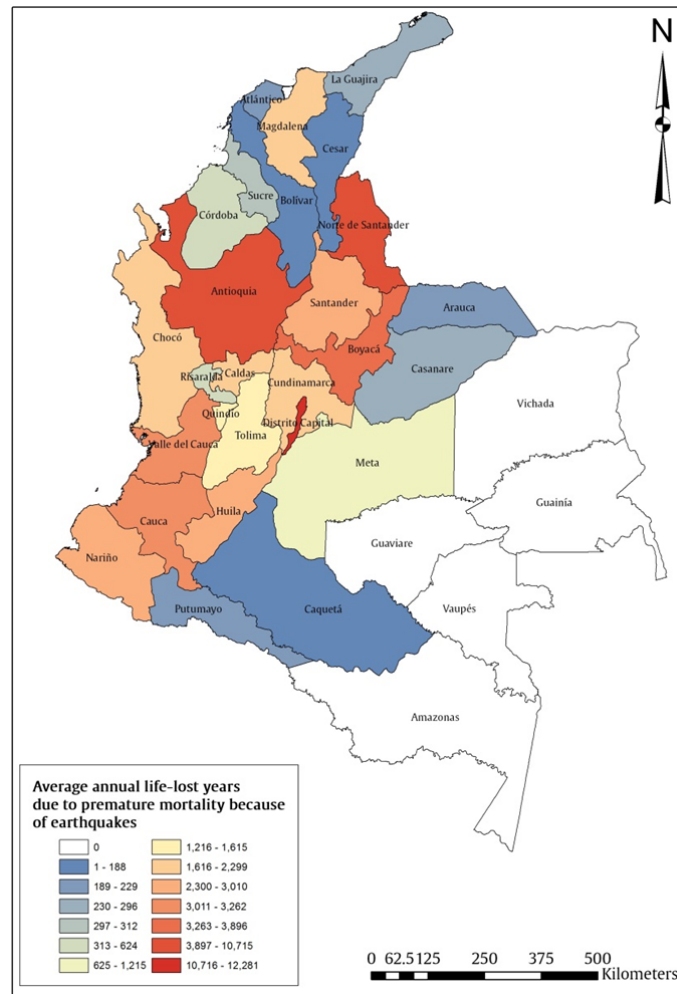 N
La Guajira
Atlántico
Magdalena
Cesar
Sucre
Bolívar
Córdoba
Norte de Santander
Antioquia
Santander
Arauca
Chocó
Boyacá
Casanare
Risaralda
Caldas
Cundinamarca
Vichada
Quindío
Distrito Capital
Tolima
Valle del Cauca
Meta
Guainía
Huila
Cauca
Guaviare
Nariño
Vaupés
Putumayo
Caquetá
Amazonas
Average annual life-lost years
due to premature mortality because
of earthquakes
0
1 - 188
189 - 229
230 - 296
297 - 312
313 - 624
625 - 1,215
1,216 - 1,615
1,616 - 2,299
2,300 - 3,010
3,011 - 3,262
3,263 - 3,896
3,897 - 10,715
10,716 - 12,281
0 62.5 125 250 375 500
Kilometers